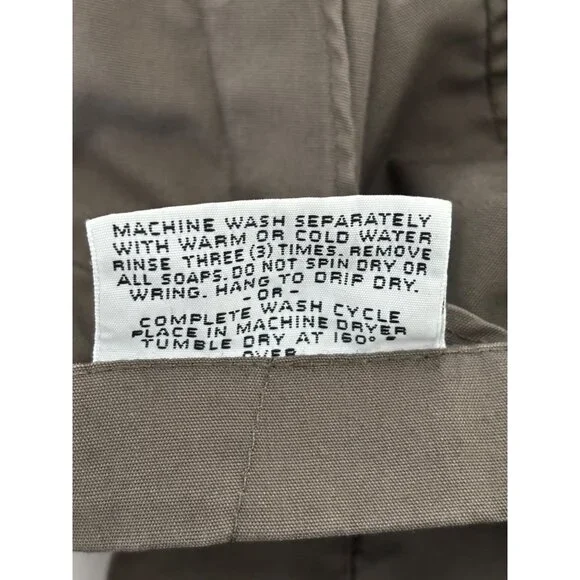 MACHINE WASH SEPARATELY
WITH WARM OR COLD WATER
RINSE THREE (3) TIMES. REMOVE
ALL SOAPS. DO NOT SPIN DRY OR
WRING. HANG TO DRIP DRY.
- OR -
COMPLETE WASH CYCLE
PLACE IN MACHINE DRYER
TUMBLE DRY AT 160° -
OVER